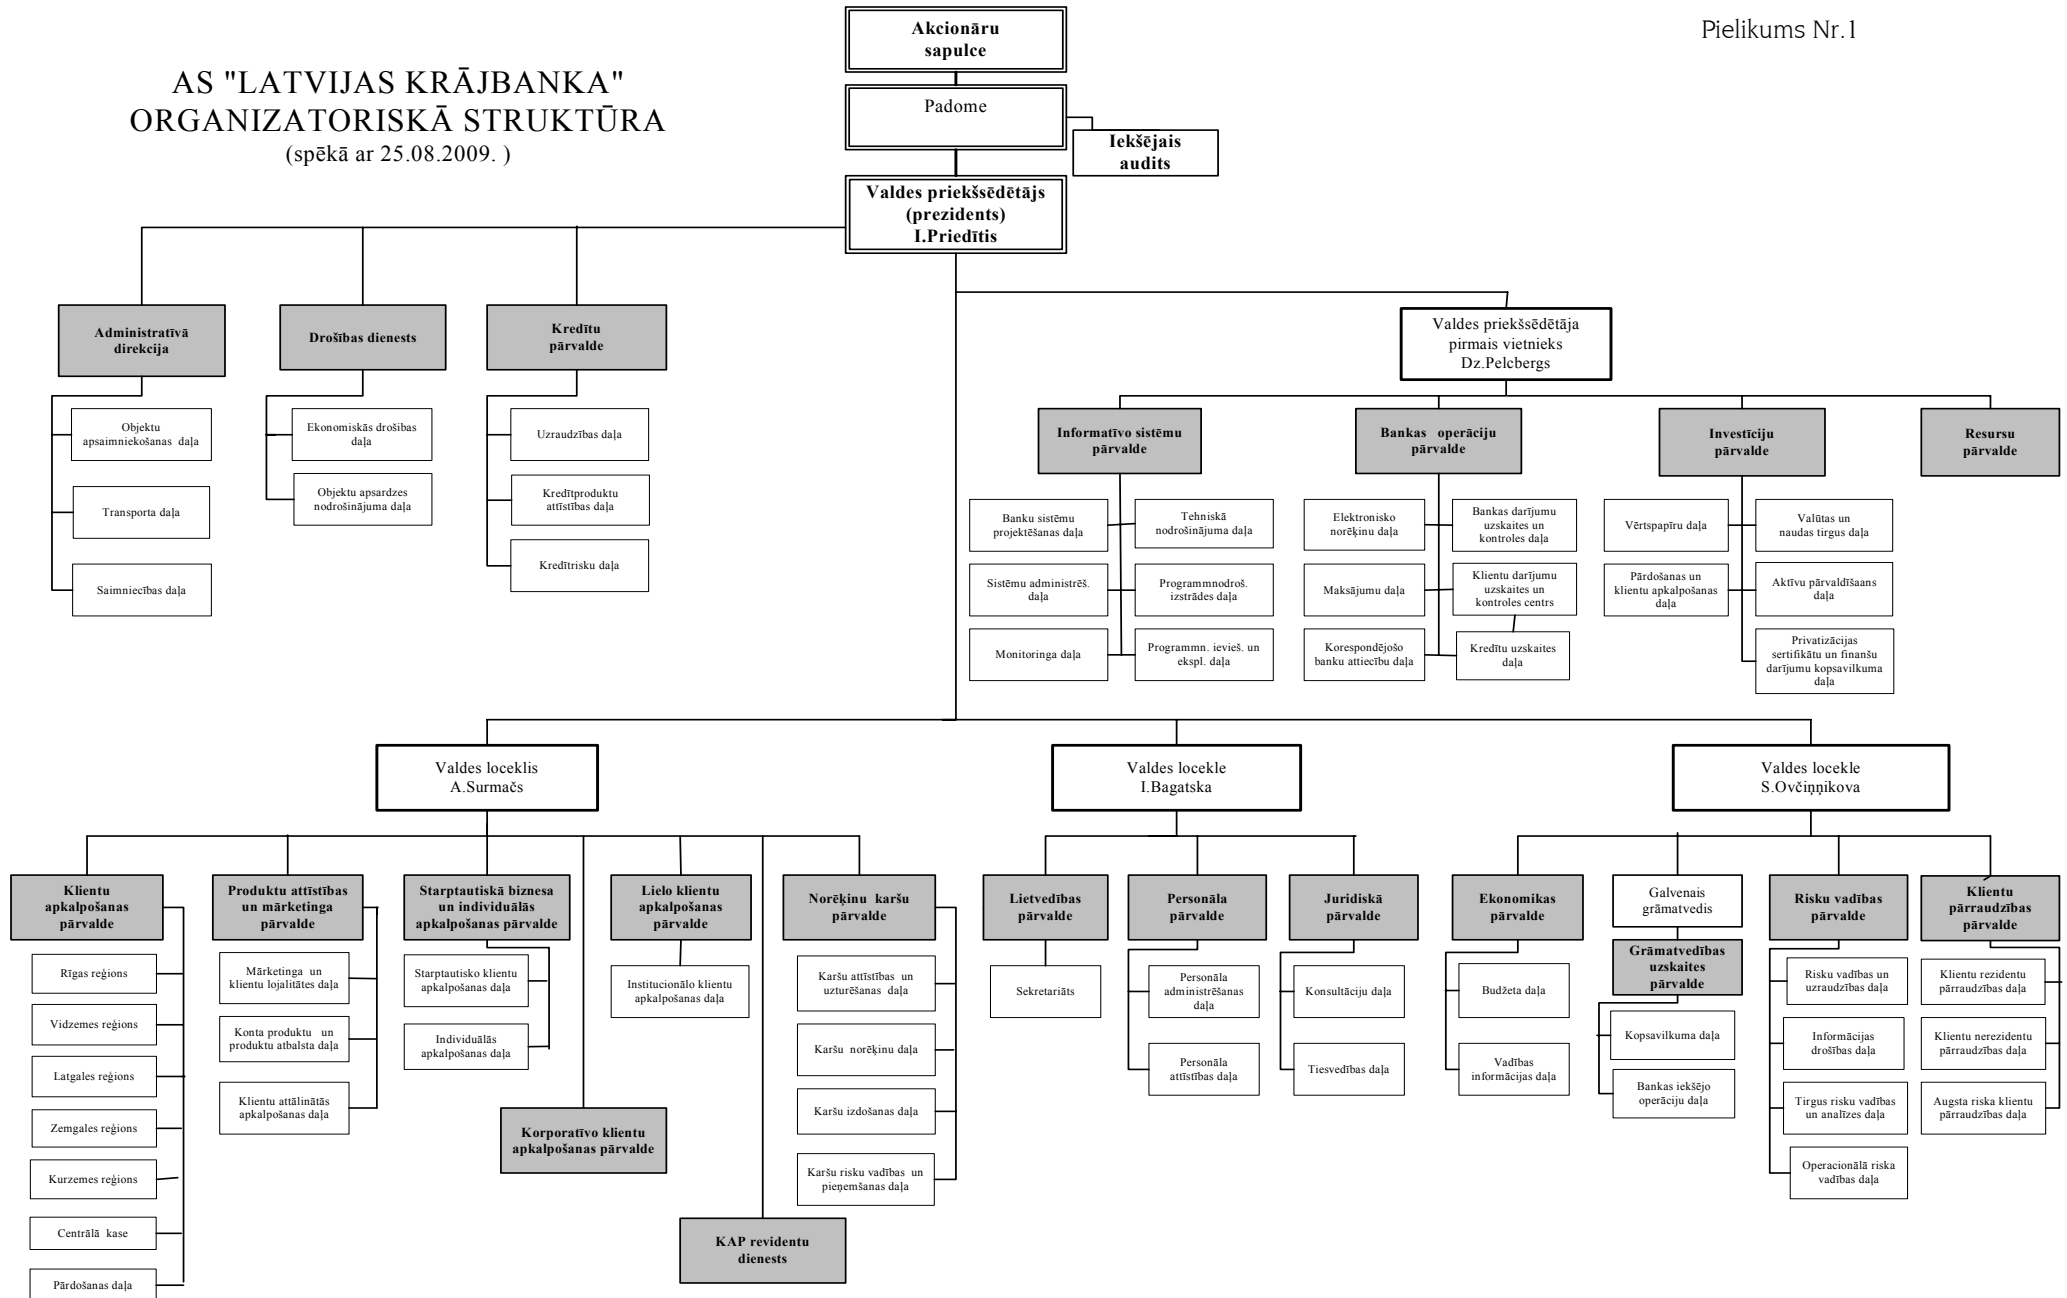 Pielikums Nr.1
AS "LATVIJAS KRĀJBANKA"
ORGANIZATORISKĀ STRUKTŪRA
(spēkā ar 25.08.2009. )
Akcionāru
sapulce
Padome
Iekšējais
audits
Valdes priekšsēdētājs
(prezidents)
I.Priedītis
Administratīvā
direkcija
Objektu
apsaimniekošanas daļa
Transporta daļa
Saimniecības daļa
Drošības dienests
Ekonomiskās drošības
daļa
Objektu apsardzes
nodrošinājuma daļa
Kredītu
pārvalde
Uzraudzības daļa
Kredītproduktu
attīstības daļa
Kredītrisku daļa
Valdes priekšsēdētāja
pirmais vietnieks
Dz.Pelcbergs
Informatīvo sistēmu
pārvalde
Banku sistēmu
projektēšanas daļa
Tehniskā
nodrošinājuma daļa
Sistēmu administrēš.
daļa
Programmnodroš.
izstrādes daļa
Monitoringa daļa
Programmn. ievieš. un
ekspl. daļa
Bankas operāciju
pārvalde
Elektronisko
norēķinu daļa
Bankas darījumu
uzskaites un
kontroles daļa
Maksājumu daļa
Klientu darījumu
uzskaites un
kontroles centrs
Korespondējošo
banku attiecību daļa
Kredītu uzskaites
daļa
Investīciju
pārvalde
Vērtspapīru daļa
Valūtas un
naudas tirgus daļa
Pārdošanas un
klientu apkalpošanas
daļa
Aktīvu pārvaldīšaans
daļa
Privatizācijas
sertifikātu un finanšu
darījumu kopsavilkuma
daļa
Resursu
pārvalde
Valdes loceklis
A.Surmačs
Klientu
apkalpošanas
pārvalde
Rīgas reģions
Vidzemes reģions
Latgales reģions
Zemgales reģions
Kurzemes reģions
Centrālā kase
Pārdošanas daļa
Produktu attīstības
un mārketinga
pārvalde
Mārketinga un
klientu lojalitātes daļa
Konta produktu un
produktu atbalsta daļa
Klientu attālinātās
apkalpošanas daļa
Starptautiskā biznesa
un individuālās
apkalpošanas pārvalde
Starptautisko klientu
apkalpošanas daļa
Individuālās
apkalpošanas daļa
Korporatīvo klientu
apkalpošanas pārvalde
Lielo klientu
apkalpošanas
pārvalde
Institucionālo klientu
apkalpošanas daļa
KAP revidentu
dienests
Norēķinu karšu
pārvalde
Karšu attīstības un
uzturēšanas daļa
Karšu norēķinu daļa
Karšu izdošanas daļa
Karšu risku vadības un
pieņemšanas daļa
Valdes locekle
I.Bagatska
Lietvedības
pārvalde
Sekretariāts
Personāla
pārvalde
Personāla
administrēšanas
daļa
Personāla
attīstības daļa
Juridiskā
pārvalde
Konsultāciju daļa
Tiesvedības daļa
Valdes locekle
S.Ovčiņņikova
Ekonomikas
pārvalde
Budžeta daļa
Vadības
informācijas daļa
Galvenais
grāmatvedis
Grāmatvedības
uzskaites
pārvalde
Kopsavilkuma daļa
Bankas iekšējo
operāciju daļa
Risku vadības
pārvalde
Risku vadības un
uzraudzības daļa
Informācijas
drošības daļa
Tirgus risku vadības
un analīzes daļa
Operacionālā riska
vadības daļa
Klientu
pārraudzības
pārvalde
Klientu rezidentu
pārraudzības daļa
Klientu nerezidentu
pārraudzības daļa
Augsta riska klientu
pārraudzības daļa